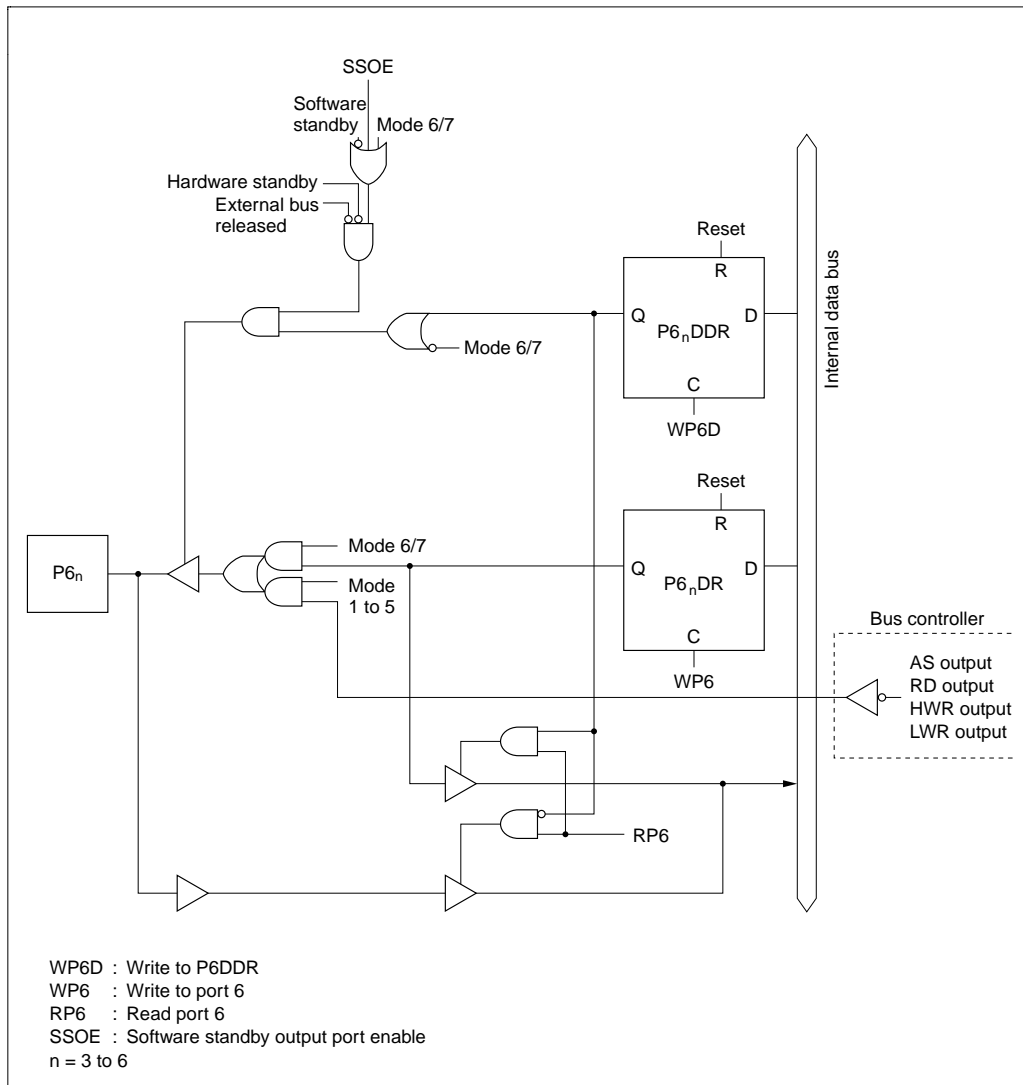 SSOE
Software
standby
Mode 6/7
Hardware standby
External bus
released
Reset
R
Q
D
P6nDDR
Mode 6/7
C
WP6D
Internal data bus
Reset
R
Mode 6/7
Q
D
P6n
P6nDR
Mode
1 to 5
C
WP6
Bus controller
AS output
RD output
HWR output
LWR output
RP6
WP6D : Write to P6DDR
WP6 : Write to port 6
RP6 : Read port 6
SSOE : Software standby output port enable
n = 3 to 6